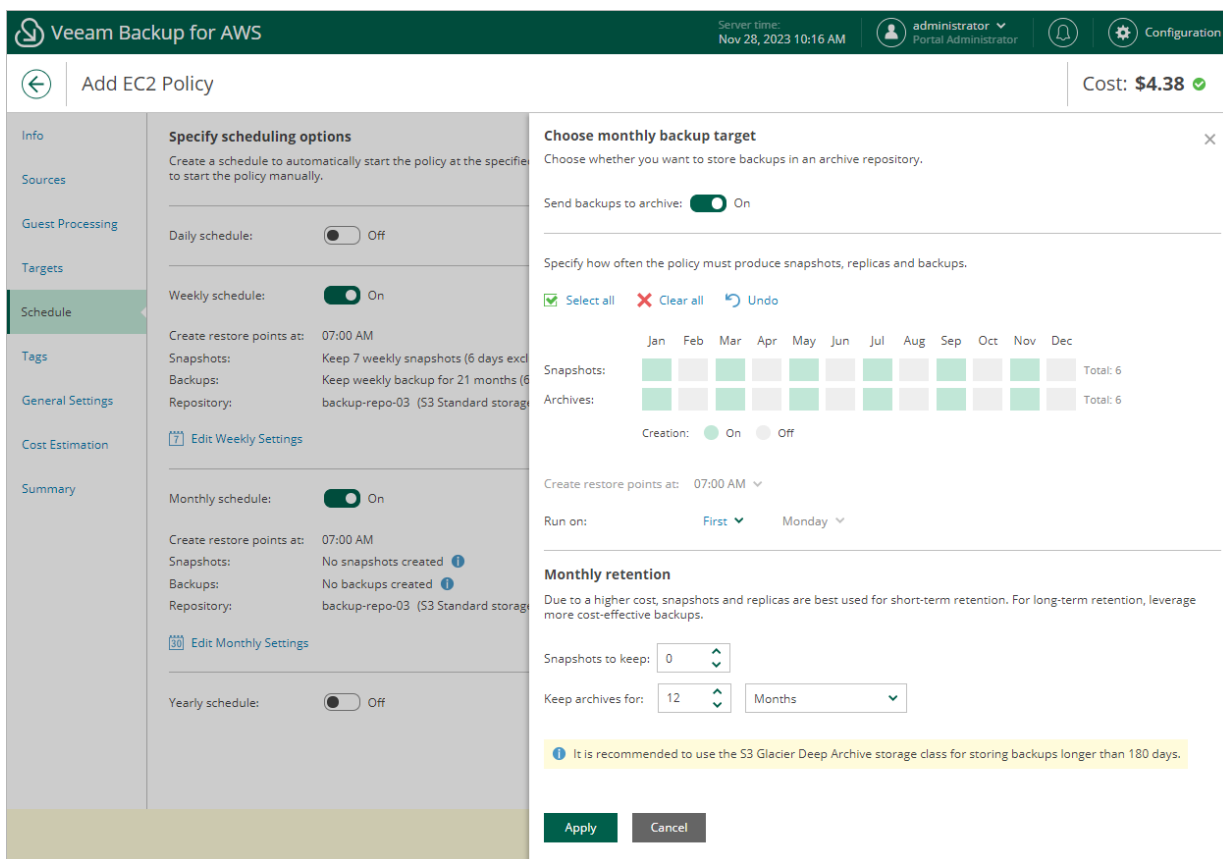 Veeam Backup for AWS
Server time:
Nov 28, 2023 10:16 AM
administrator
Portal Administrator
Configuration
Add EC2 Policy
Cost: $4.38
Info
Sources
Guest Processing
Targets
Schedule
Tags
General Settings
Cost Estimation
Summary
Specify scheduling options
Create a schedule to automatically start the policy at the specified
to start the policy manually.
Daily schedule: Off
Weekly schedule: On
Create restore points at: 07:00 AM
Snapshots: Keep 7 weekly snapshots (6 days excl
Backups: Keep weekly backup for 21 months (6
Repository: backup-repo-03 (S3 Standard storage
7 Edit Weekly Settings
Monthly schedule: On
Create restore points at: 07:00 AM
Snapshots: No snapshots created
Backups: No backups created
Repository: backup-repo-03 (S3 Standard storage
30 Edit Monthly Settings
Yearly schedule: Off
Choose monthly backup target
Choose whether you want to store backups in an archive repository.
Send backups to archive: On
Specify how often the policy must produce snapshots, replicas and backups.
Select all Clear all Undo
Jan Feb Mar Apr May Jun Jul Aug Sep Oct Nov Dec
Snapshots: Total: 6
Archives: Total: 6
Creation: On Off
Create restore points at: 07:00 AM
Run on: First Monday
Monthly retention
Due to a higher cost, snapshots and replicas are best used for short-term retention. For long-term retention, leverage
more cost-effective backups.
Snapshots to keep: 0
Keep archives for: 12 Months
It is recommended to use the S3 Glacier Deep Archive storage class for storing backups longer than 180 days.
Apply Cancel